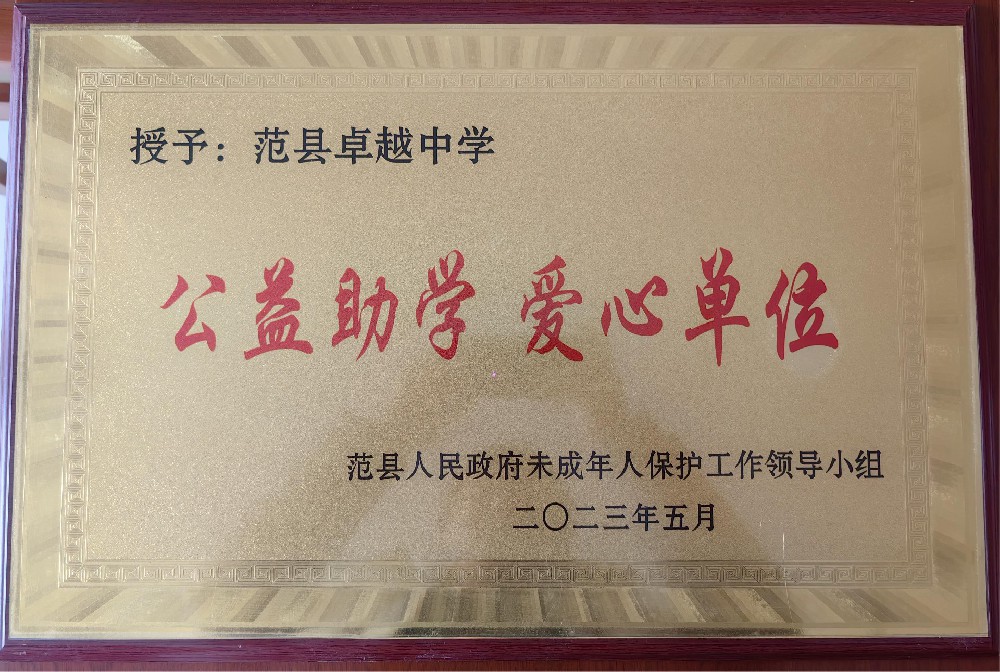 授予：范县卓越中学
公益助学 爱心单位
范县人民政府未成年人保护工作领导小组
二〇二三年五月